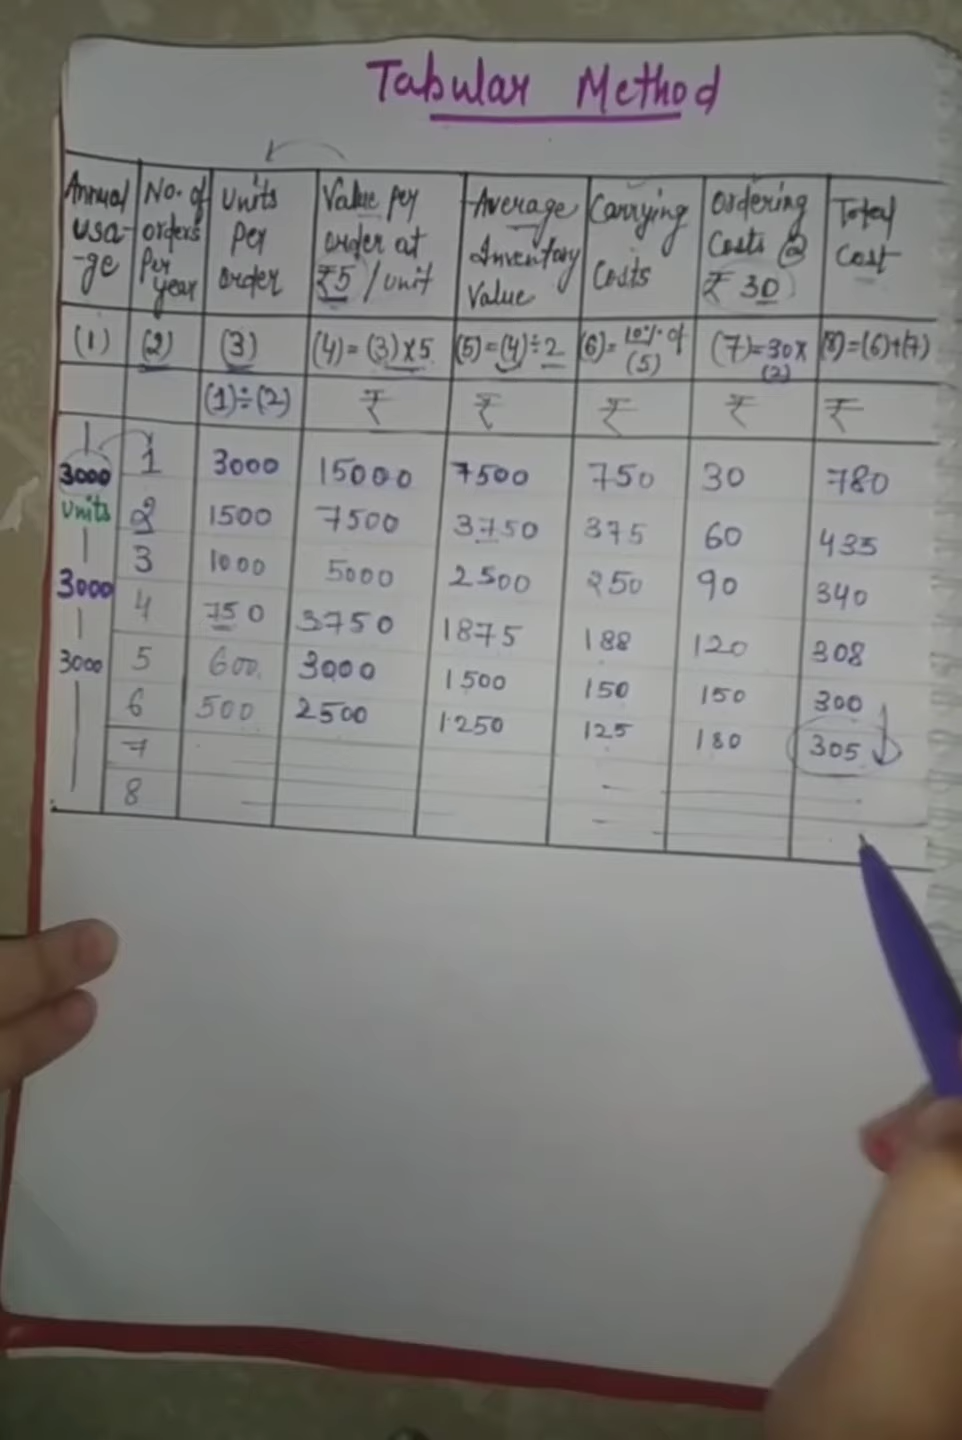 Tabular Method
Annual usa-ge | No. of orders Per year | Units per order | Value per order at ₹5/unit | Average Inventory Value | Carrying Costs | Ordering Costs @ ₹ 30 | Total Cost
(1) | (2) | (3) | (4) = (3) × 5 | (5) = (4) ÷ 2 | (6) = 10% of (5) | (7) = 30 × (2) | (8) = (6) + (7)
(1) ÷ (2) | ₹ | ₹ | ₹ | ₹ | ₹
3000 units | 1 | 3000 | 15000 | 7500 | 750 | 30 | 780
2 | 1500 | 7500 | 3750 | 375 | 60 | 435
3000 | 3 | 1000 | 5000 | 2500 | 250 | 90 | 340
4 | 750 | 3750 | 1875 | 188 | 120 | 308
3000 | 5 | 600 | 3000 | 1500 | 150 | 150 | 300
6 | 500 | 2500 | 1250 | 125 | 180 | 305
7
8